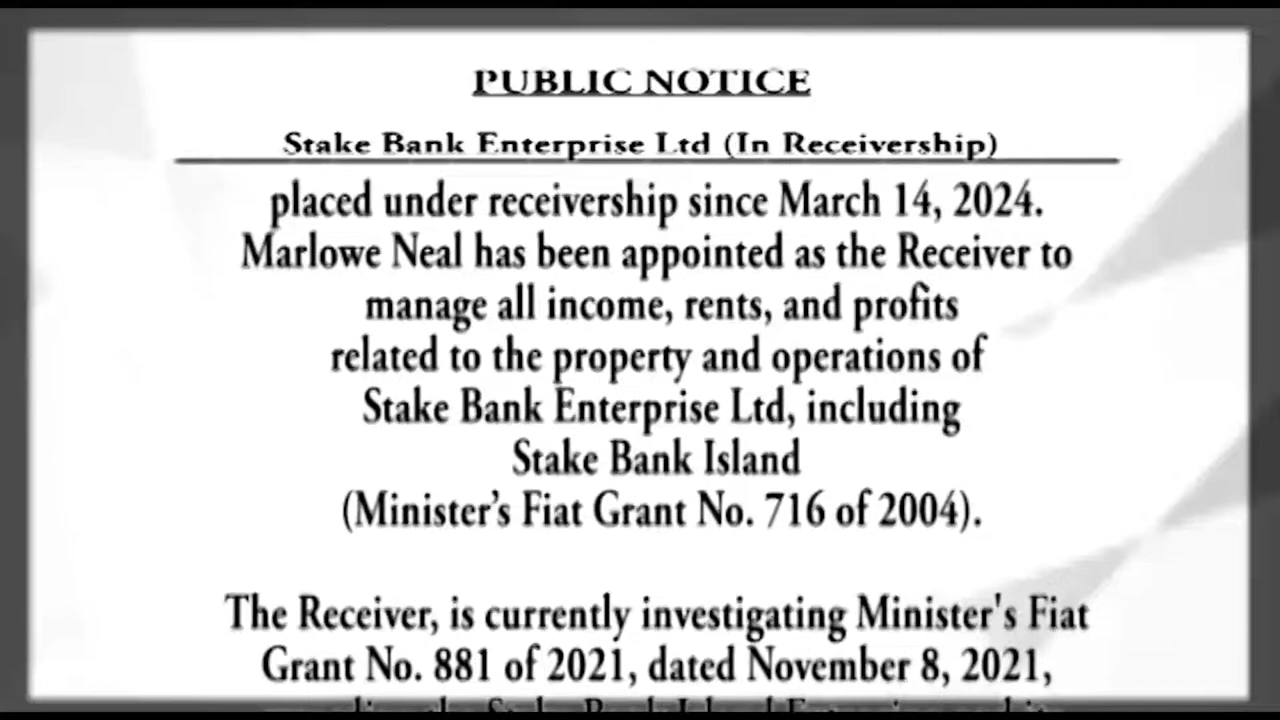 PUBLIC NOTICE
Stake Bank Enterprise Ltd (In Receivership)
placed under receivership since March 14, 2024.
Marlowe Neal has been appointed as the Receiver to
manage all income, rents, and profits
related to the property and operations of
Stake Bank Enterprise Ltd, including
Stake Bank Island
(Minister's Fiat Grant No. 716 of 2004).
The Receiver, is currently investigating Minister's Fiat
Grant No. 881 of 2021, dated November 8, 2021,